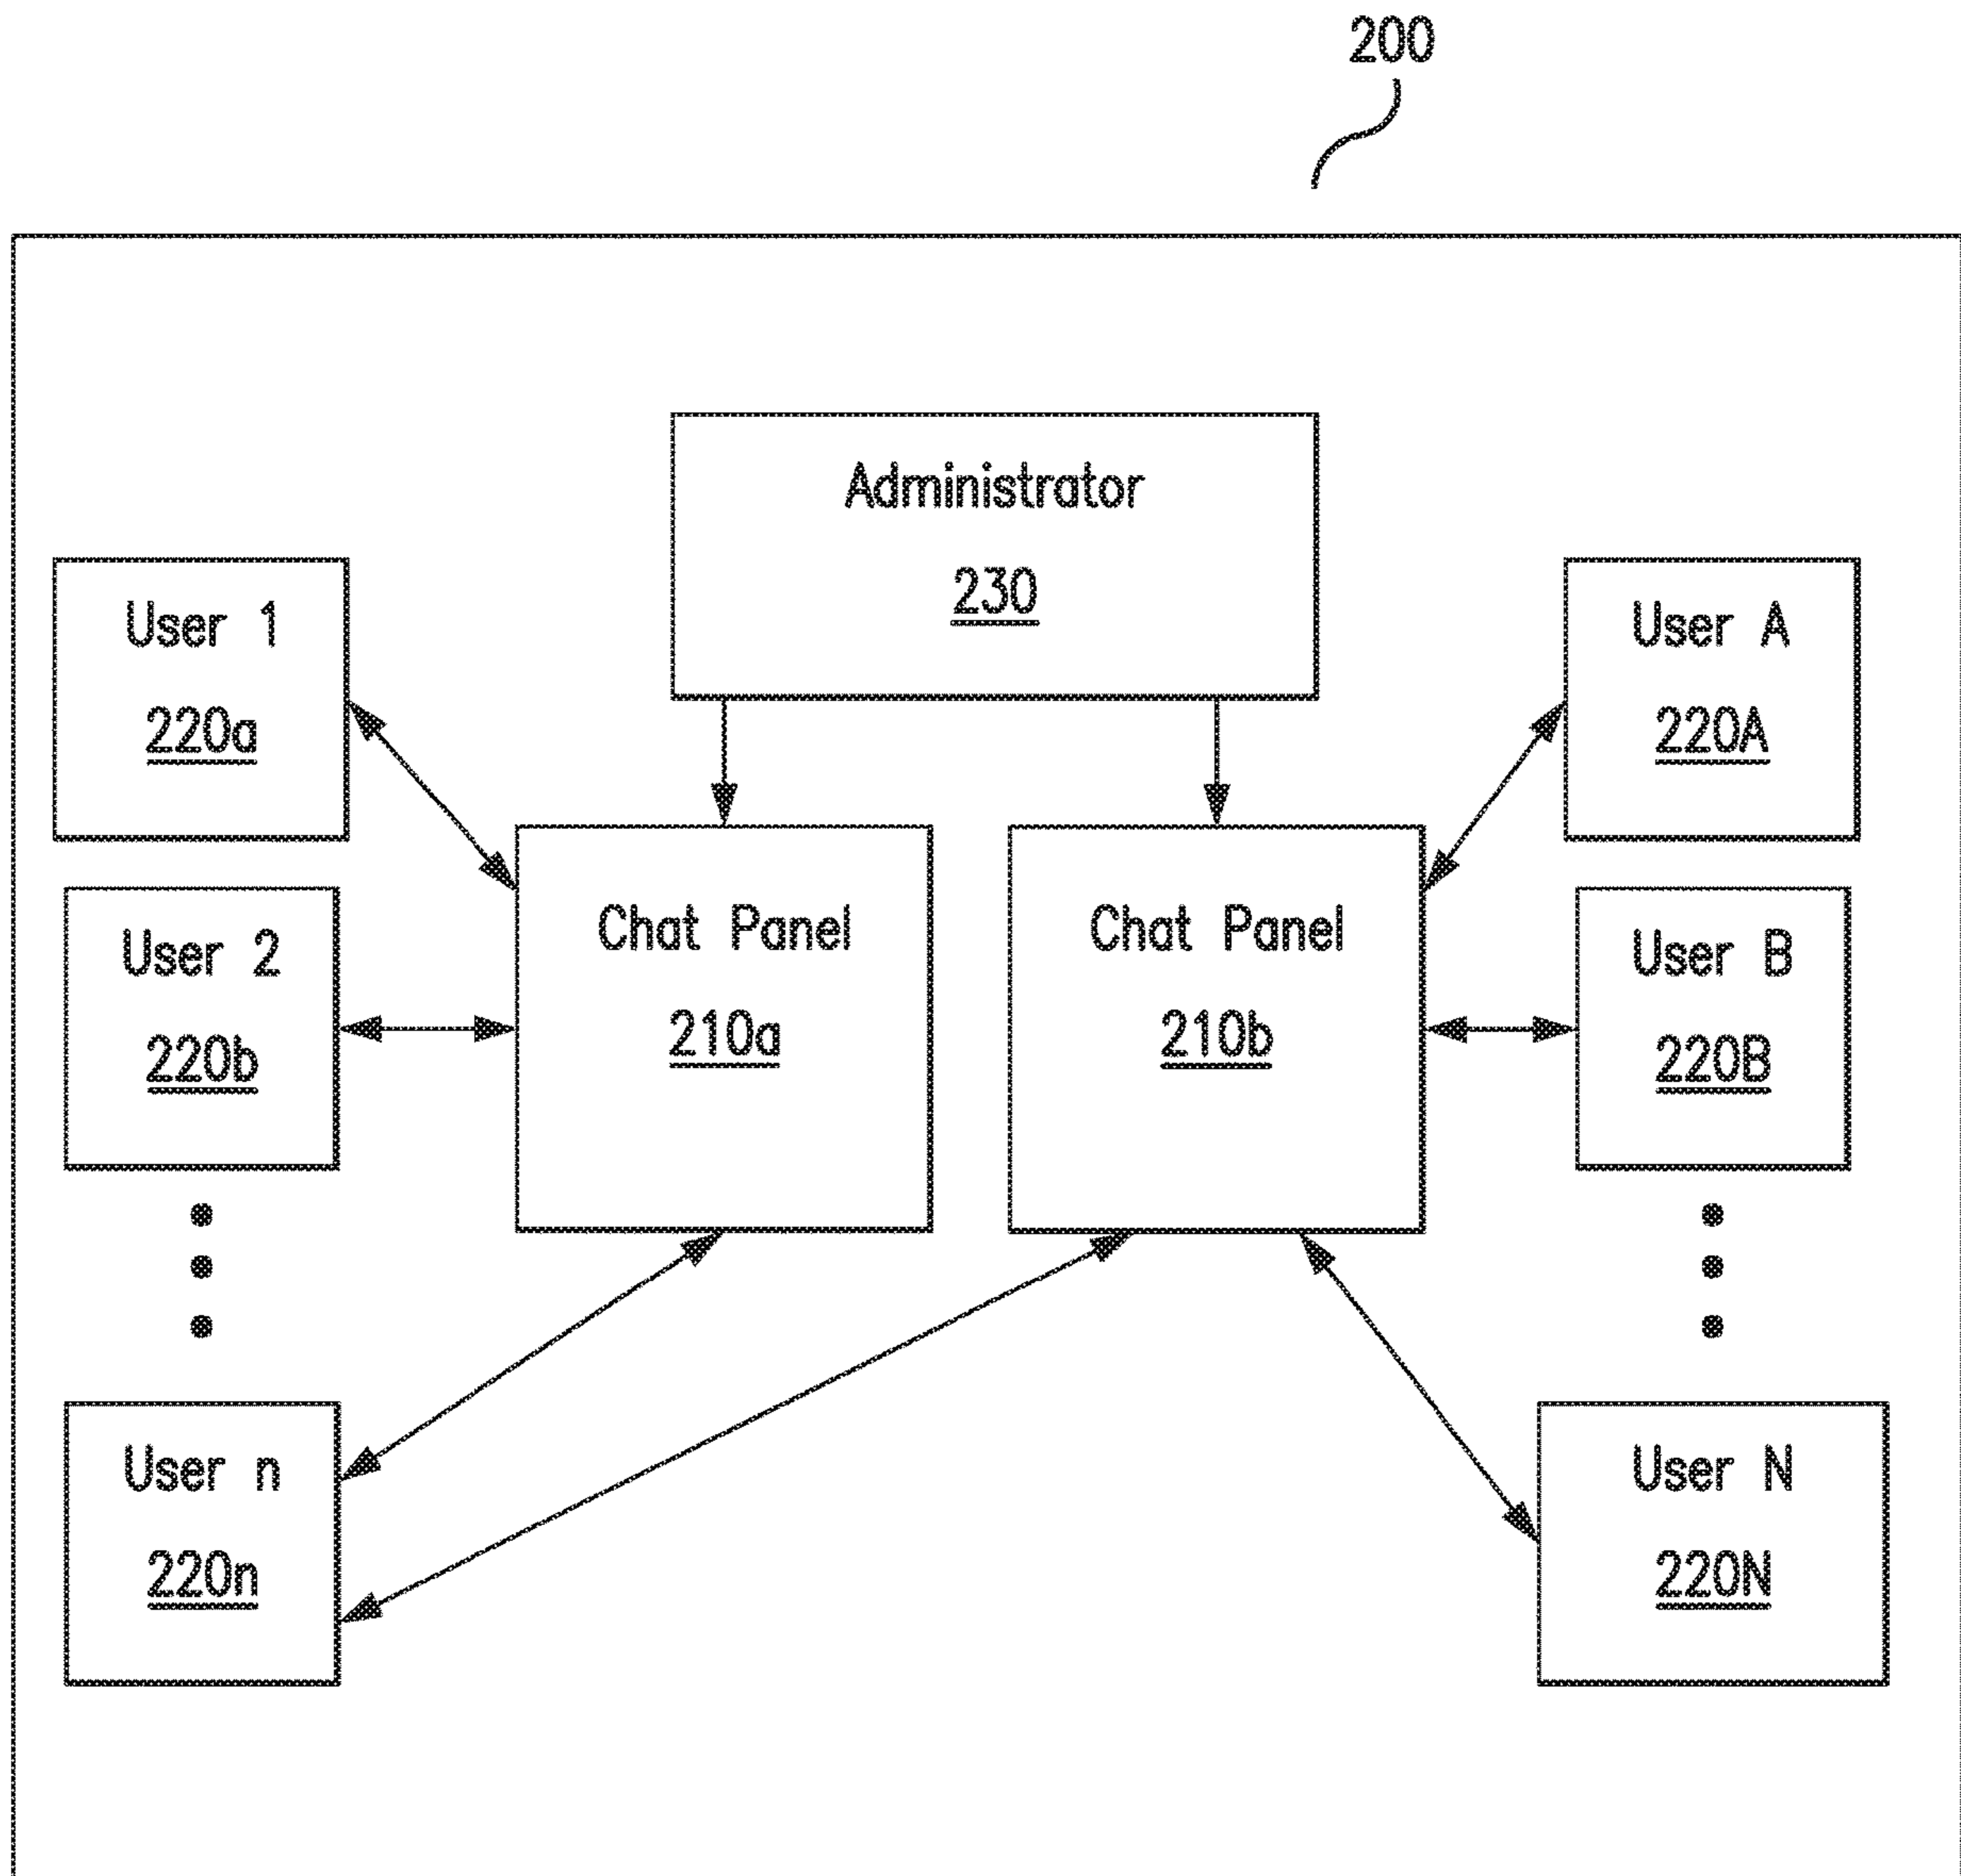 200
Administrator
230
User 1
220a
User A
220A
User 2
220b
Chat Panel
210a
Chat Panel
210b
User B
220B
User n
220n
User N
220N